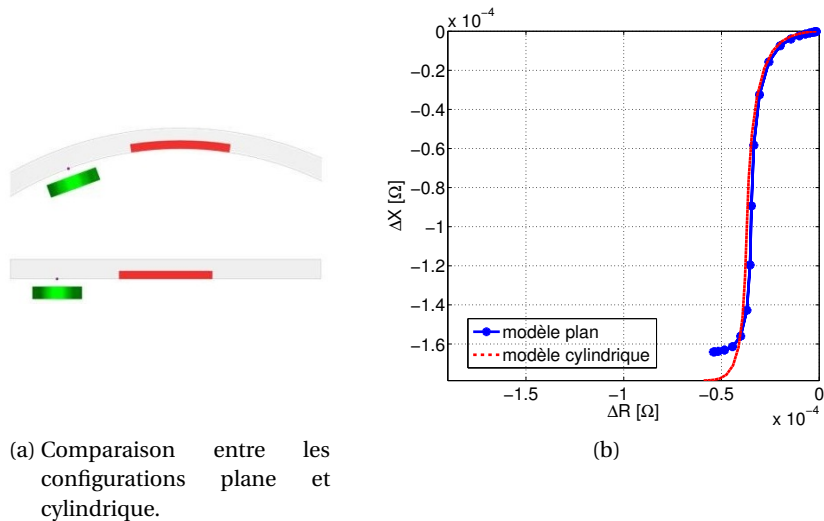 x 10⁻⁴
0
−0.2
−0.4
−0.6
−0.8
−1
−1.2
−1.4
−1.6
ΔX [Ω]
modèle plan
modèle cylindrique
−1.5
−1
−0.5
0
ΔR [Ω]
x 10⁻⁴
(a) Comparaison entre les
configurations plane et
cylindrique.
(b)